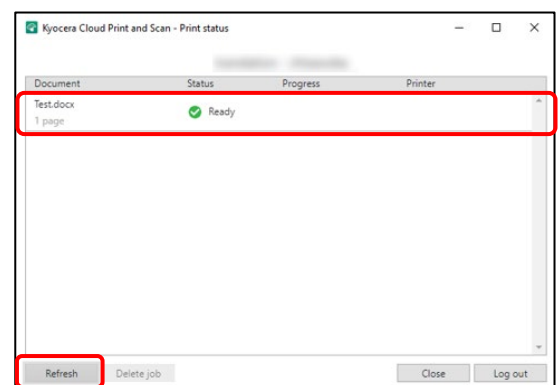 Kyocera Cloud Print and Scan - Print status
Document Status Progress Printer
Test.docx
Ready
1 page
Refresh Delete job Close Log out